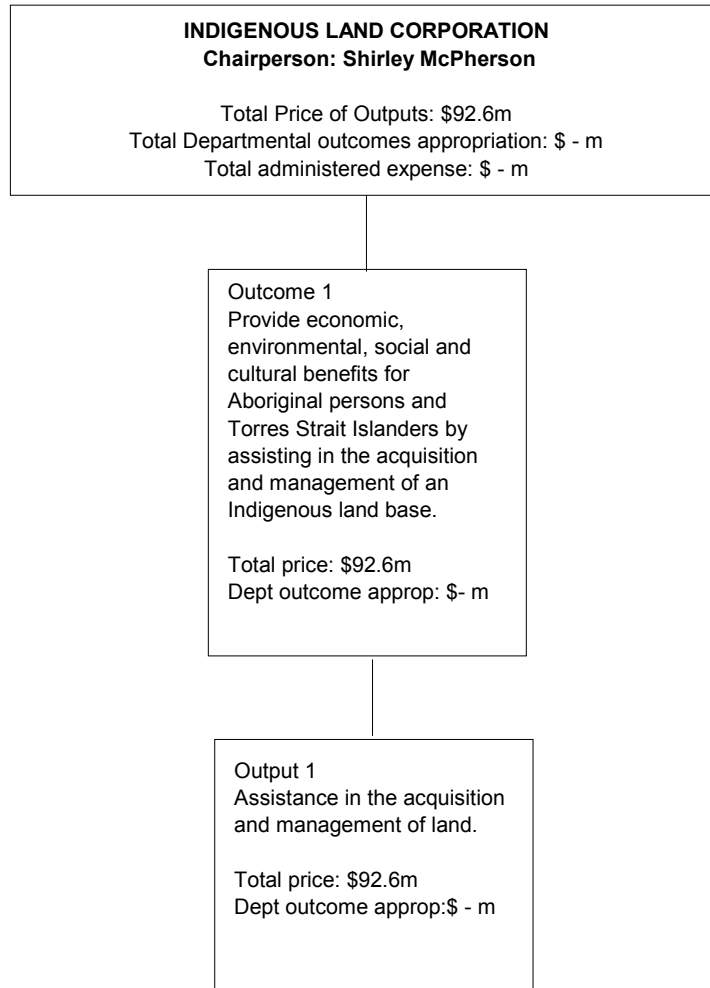 INDIGENOUS LAND CORPORATION
Chairperson: Shirley McPherson
Total Price of Outputs: $92.6m
Total Departmental outcomes appropriation: $ - m
Total administered expense: $ - m
Outcome 1
Provide economic,
environmental, social and
cultural benefits for
Aboriginal persons and
Torres Strait Islanders by
assisting in the acquisition
and management of an
Indigenous land base.
Total price: $92.6m
Dept outcome approp: $- m
Output 1
Assistance in the acquisition
and management of land.
Total price: $92.6m
Dept outcome approp:$ - m